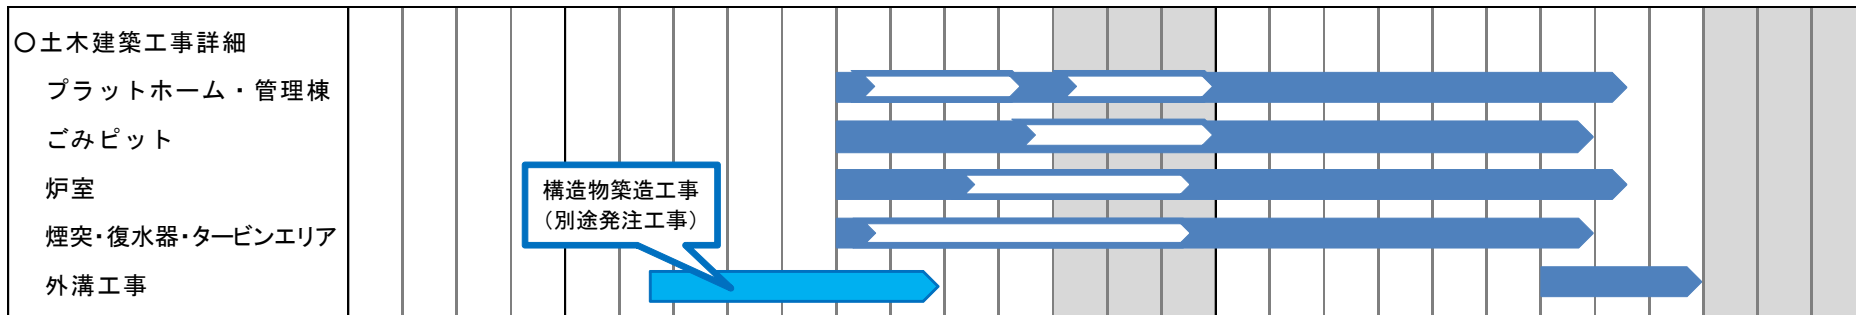 〇土木建築工事詳細
プラットホーム・管理棟
ごみピット
炉室
煙突・復水器・タービンエリア
外溝工事
構造物築造工事
(別途発注工事)